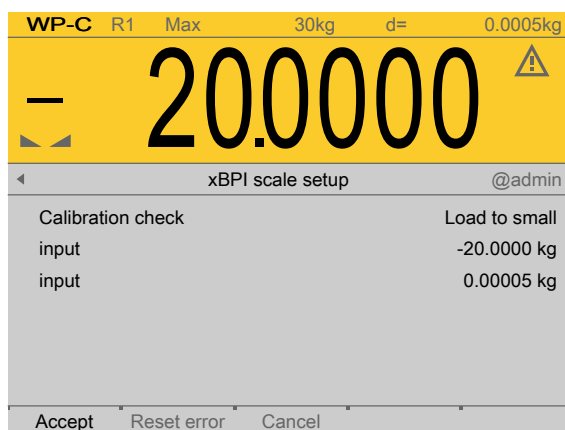 WP-C R1 Max 30kg d= 0.0005kg
– 20.0000
xBPI scale setup @admin
Calibration check Load to small
input -20.0000 kg
input 0.00005 kg
Accept Reset error Cancel